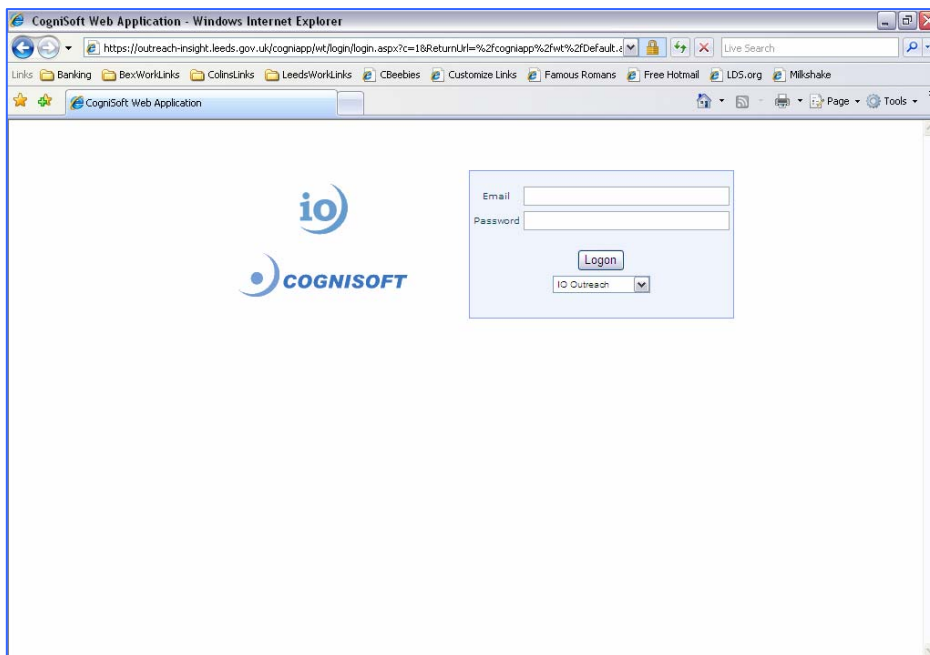 CogniSoft Web Application - Windows Internet Explorer
https://outreach-insight.leeds.gov.uk/cogniapp/wt/login/login.aspx?c=1&ReturnUrl=%2fcogniapp%2fwt%2fDefault.a
Live Search
Links Banking BexWorkLinks ColinsLinks LeedsWorkLinks CBeebies Customize Links Famous Romans Free Hotmail LDS.org Milkshake
CogniSoft Web Application
Page Tools
io
COGNISOFT
Email
Password
Logon
IO Outreach